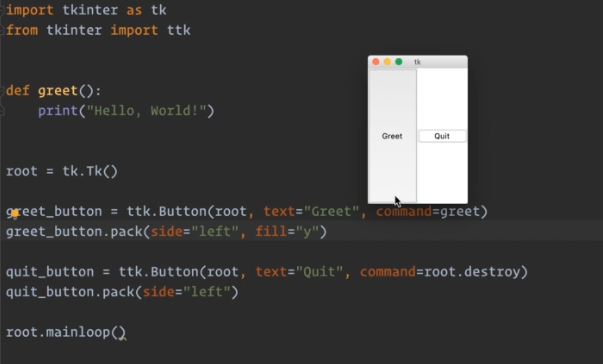 import tkinter as tk
from tkinter import ttk
def greet():
    print("Hello, World!")
root = tk.Tk()
greet_button = ttk.Button(root, text="Greet", command=greet)
greet_button.pack(side="left", fill="y")
quit_button = ttk.Button(root, text="Quit", command=root.destroy)
quit_button.pack(side="left")
root.mainloop()
tk
Greet
Quit